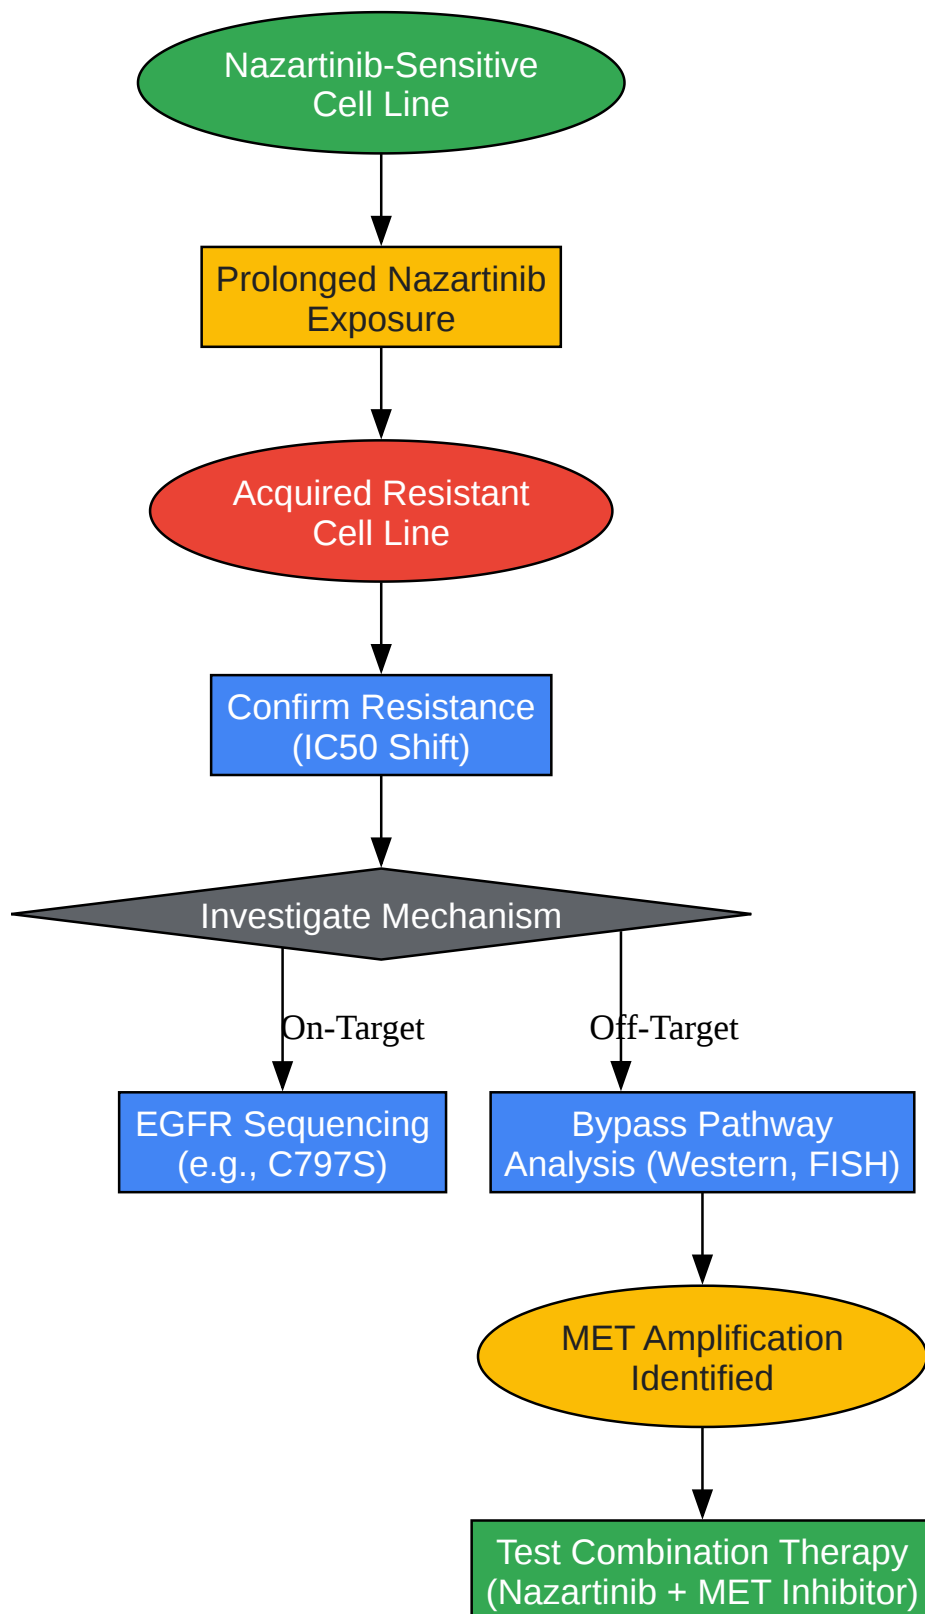 Nazartinib-Sensitive
Cell Line
Prolonged Nazartinib
Exposure
Acquired Resistant
Cell Line
Confirm Resistance
(IC50 Shift)
Investigate Mechanism
On-Target
Off-Target
EGFR Sequencing
(e.g., C797S)
Bypass Pathway
Analysis (Western, FISH)
MET Amplification
Identified
Test Combination Therapy
(Nazartinib + MET Inhibitor)